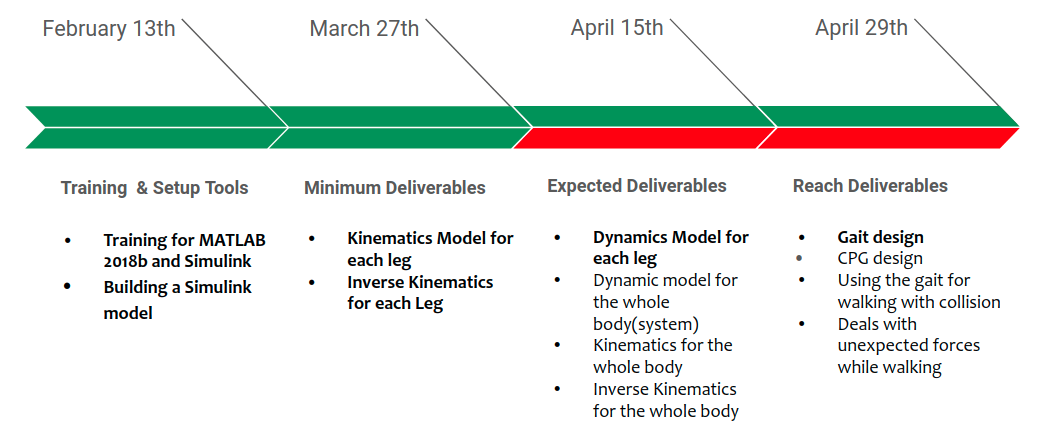 February 13th
March 27th
April 15th
April 29th
Training & Setup Tools
• Training for MATLAB
2018b and Simulink
• Building a Simulink
model
Minimum Deliverables
• Kinematics Model for
each leg
• Inverse Kinematics
for each Leg
Expected Deliverables
• Dynamics Model for
each leg
• Dynamic model for
the whole
body(system)
• Kinematics for the
whole body
• Inverse Kinematics
for the whole body
Reach Deliverables
• Gait design
• CPG design
• Using the gait for
walking with collision
• Deals with
unexpected forces
while walking